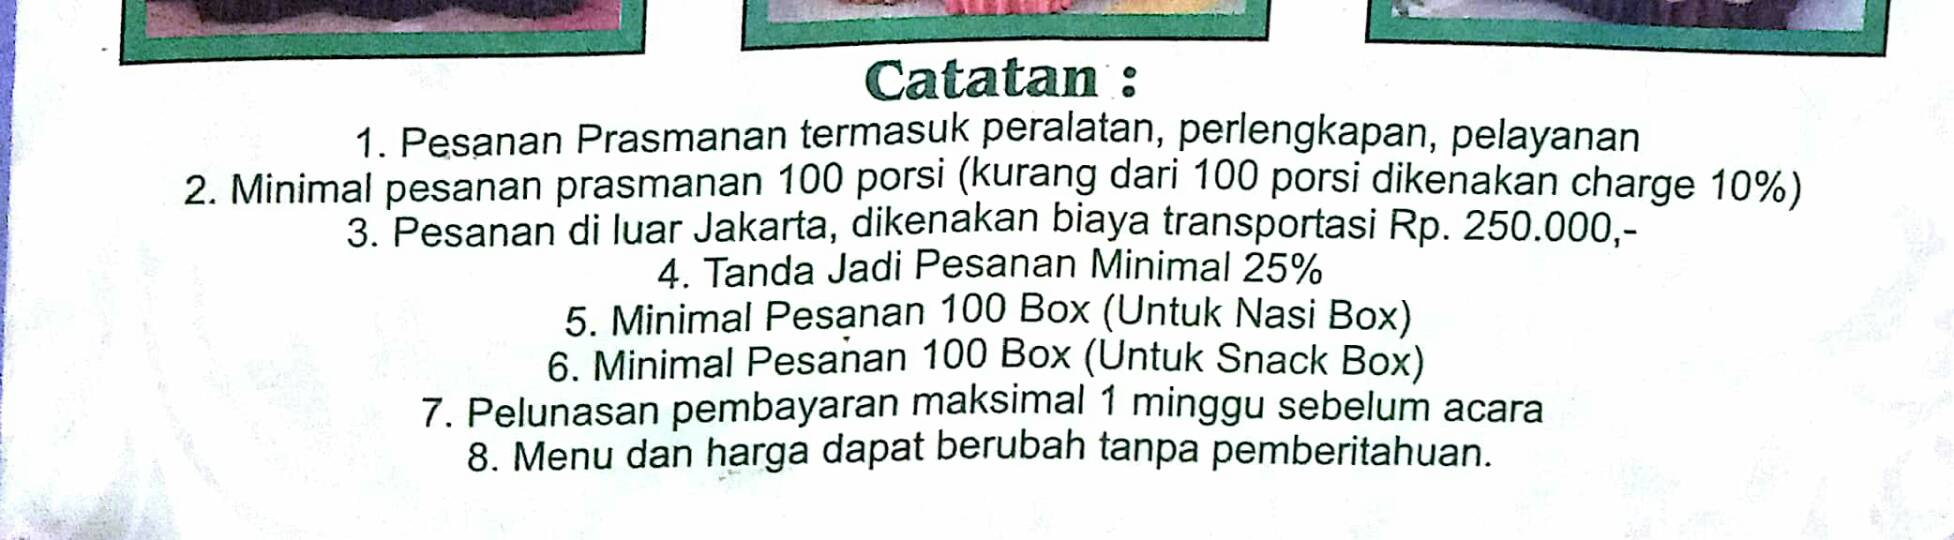 Catatan :
1. Pesanan Prasmanan termasuk peralatan, perlengkapan, pelayanan
2. Minimal pesanan prasmanan 100 porsi (kurang dari 100 porsi dikenakan charge 10%)
3. Pesanan di luar Jakarta, dikenakan biaya transportasi Rp. 250.000,-
4. Tanda Jadi Pesanan Minimal 25%
5. Minimal Pesanan 100 Box (Untuk Nasi Box)
6. Minimal Pesanan 100 Box (Untuk Snack Box)
7. Pelunasan pembayaran maksimal 1 minggu sebelum acara
8. Menu dan harga dapat berubah tanpa pemberitahuan.